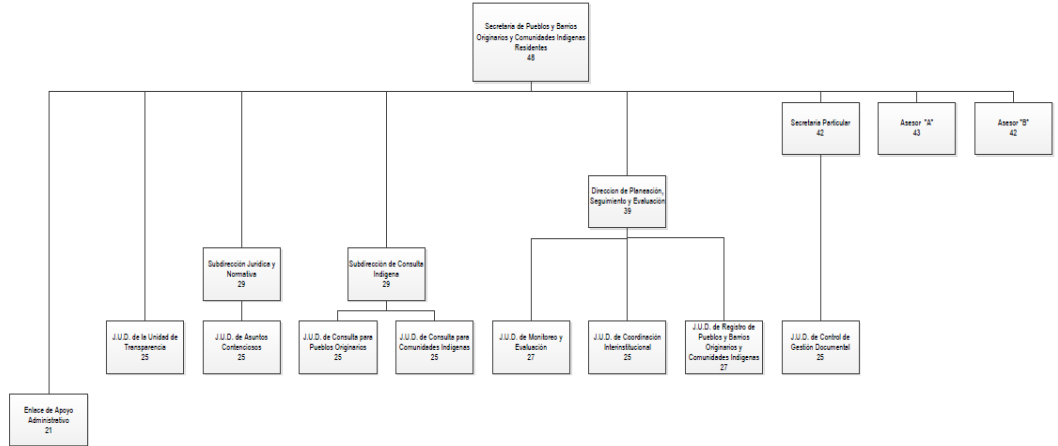 Secretaría de Pueblos y Barrios
Originarios y Comunidades Indígenas
Residentes
48
Secretaria Particular
42
Asesor "A"
43
Asesor "B"
42
Direccion de Planeación,
Seguimiento y Evaluación
39
Subdirección Jurídica y
Normativa
29
Subdirección de Consulta
Indígena
29
J.U.D. de la Unidad de
Transparencia
25
J.U.D. de Asuntos
Contenciosos
25
J.U.D. de Consulta para
Pueblos Originarios
25
J.U.D. de Consulta para
Comunidades Indígenas
25
J.U.D. de Monitoreo y
Evaluación
27
J.U.D. de Coordinación
Interinstitucional
25
J.U.D. de Registro de
Pueblos y Barrios
Originarios y
Comunidades Indígenas
27
J.U.D. de Control de
Gestión Documental
25
Enlace de Apoyo
Administrativo
21